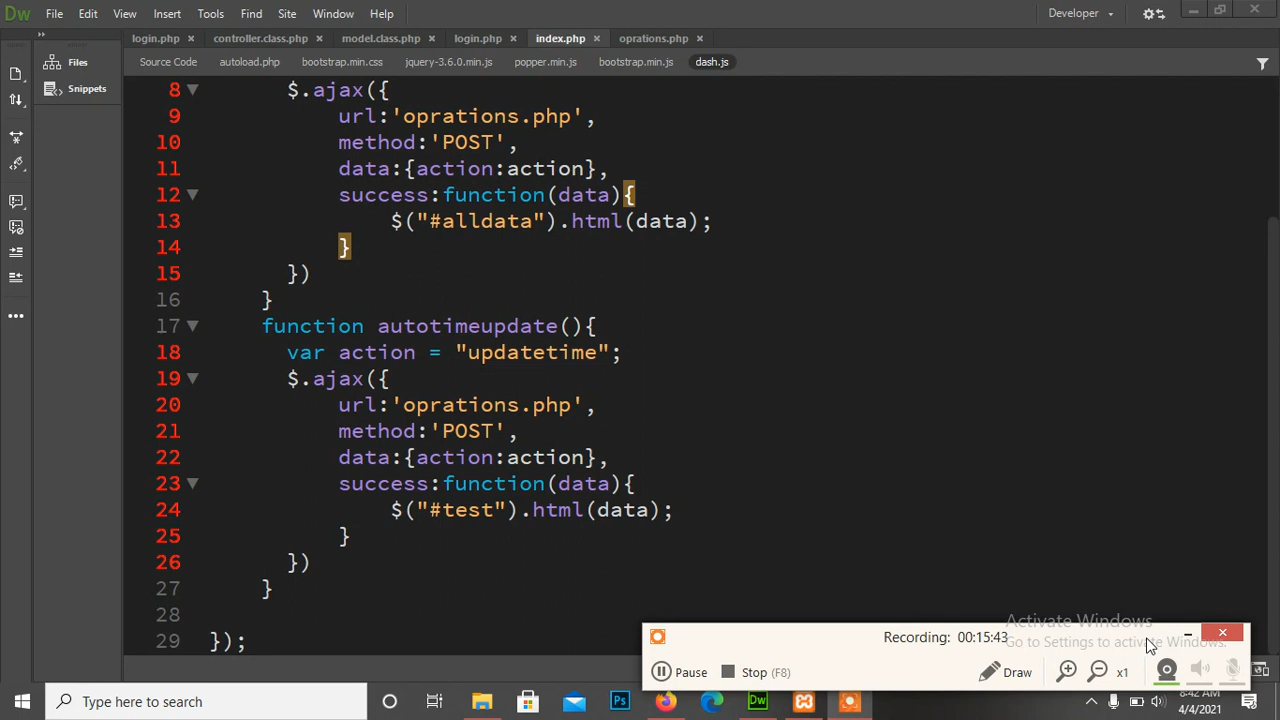 Dw File Edit View Insert Tools Find Site Window Help Developer
login.php × controller.class.php × model.class.php × login.php × index.php × oprations.php ×
Files
Snippets
Source Code autoload.php bootstrap.min.css jquery-3.6.0.min.js popper.min.js bootstrap.min.js dash.js
8 $.ajax({
9 url:'oprations.php',
10 method:'POST',
11 data:{action:action},
12 success:function(data){
13 $("#alldata").html(data);
14 }
15 })
16 }
17 function autotimeupdate(){
18 var action = "updatetime";
19 $.ajax({
20 url:'oprations.php',
21 method:'POST',
22 data:{action:action},
23 success:function(data){
24 $("#test").html(data);
25 }
26 })
27 }
28
29 });
Activate Windows
Go to Settings to activate Windows.
Recording: 00:15:43
Pause Stop (F8) Draw x1
Type here to search
Ps Dw
8:42 AM
4/4/2021